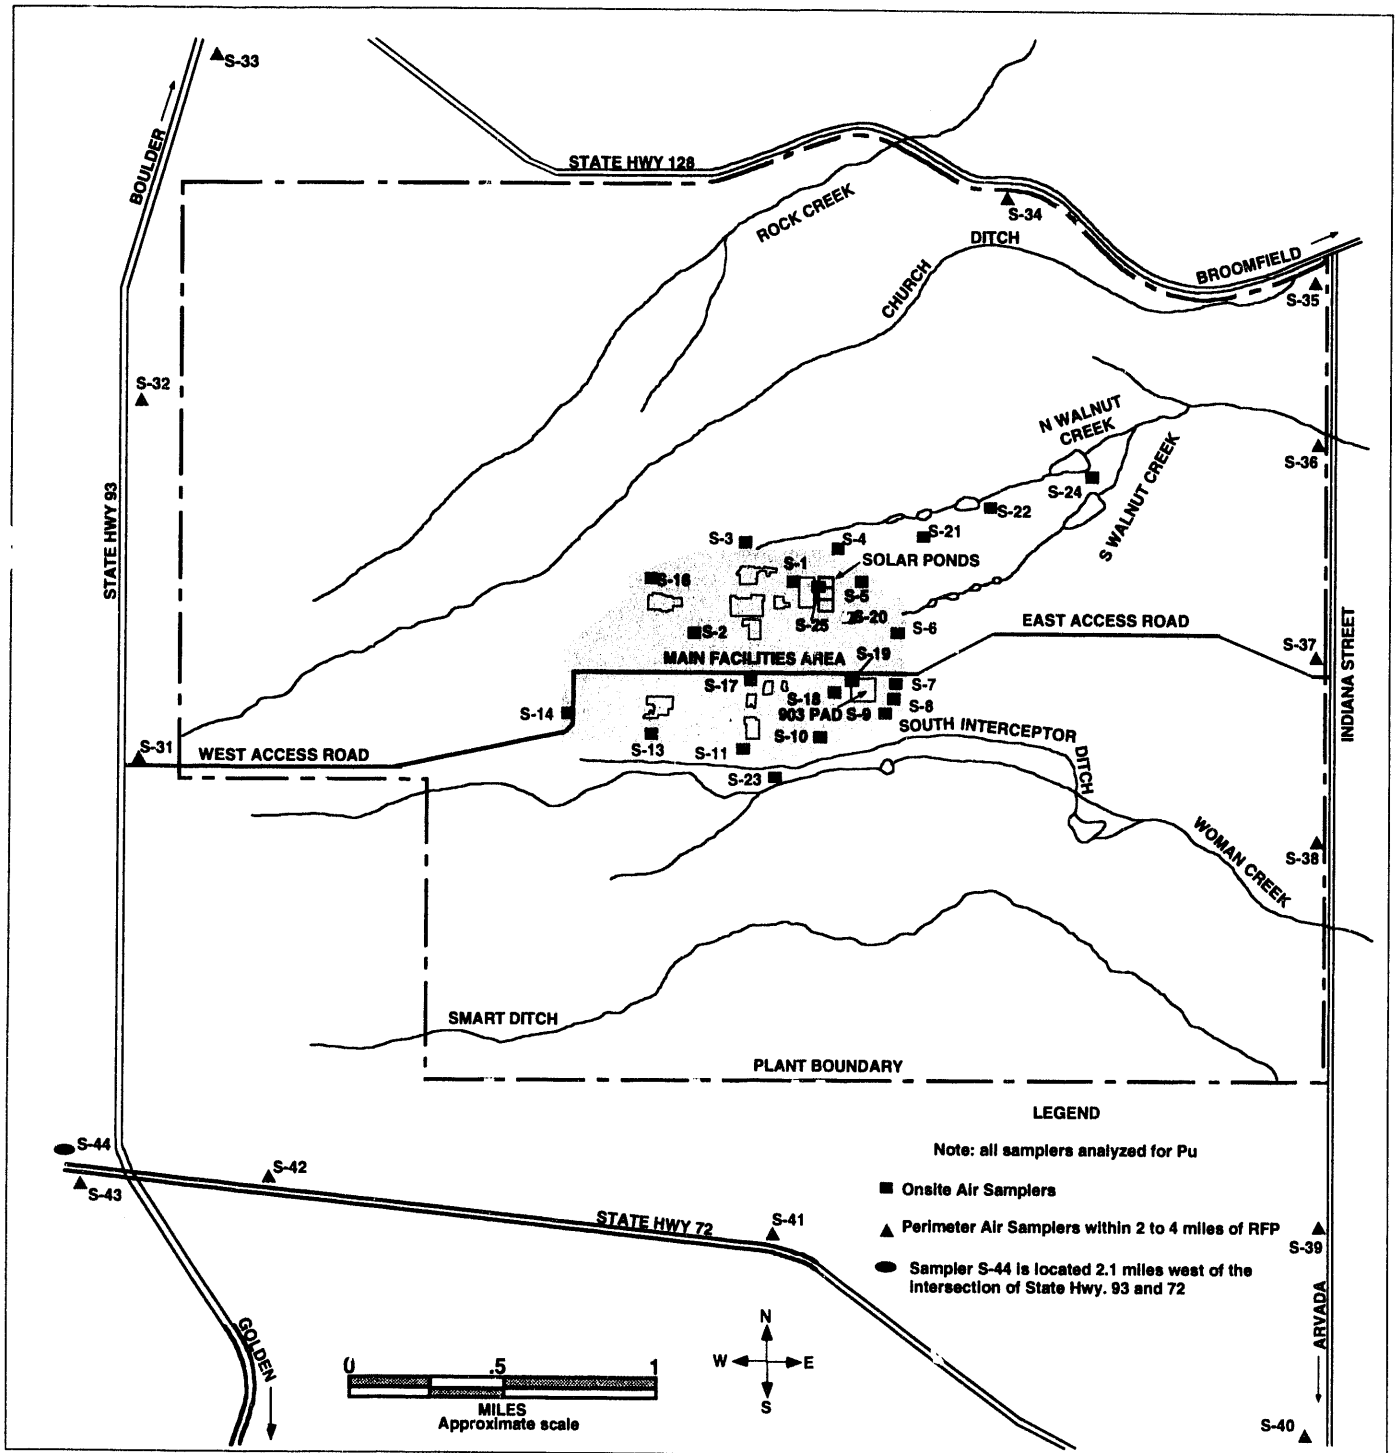 S-33
BOULDER
STATE HWY 128
ROCK CREEK
S-34
CHURCH
DITCH
BROOMFIELD
S-35
S-32
STATE HWY 93
N WALNUT
CREEK
S WALNUT CREEK
S-36
S-24
S-22
S-21
S-3
S-4
SOLAR PONDS
S-1
S-16
S-5
S-25
S-20
S-2
S-6
EAST ACCESS ROAD
S-37
INDIANA STREET
MAIN FACILITIES AREA
S-19
S-17
S-18
S-7
S-8
903 PAD
S-9
S-14
S-13
S-11
S-10
SOUTH INTERCEPTOR
DITCH
S-31
WEST ACCESS ROAD
S-23
WOMAN CREEK
S-38
SMART DITCH
PLANT BOUNDARY
LEGEND
Note: all samplers analyzed for Pu
Onsite Air Samplers
Perimeter Air Samplers within 2 to 4 miles of RFP
Sampler S-44 is located 2.1 miles west of the
intersection of State Hwy. 93 and 72
S-44
S-43
S-42
STATE HWY 72
S-41
S-39
ARVADA
S-40
GOLDEN
N
W
E
S
0 .5 1
MILES
Approximate scale